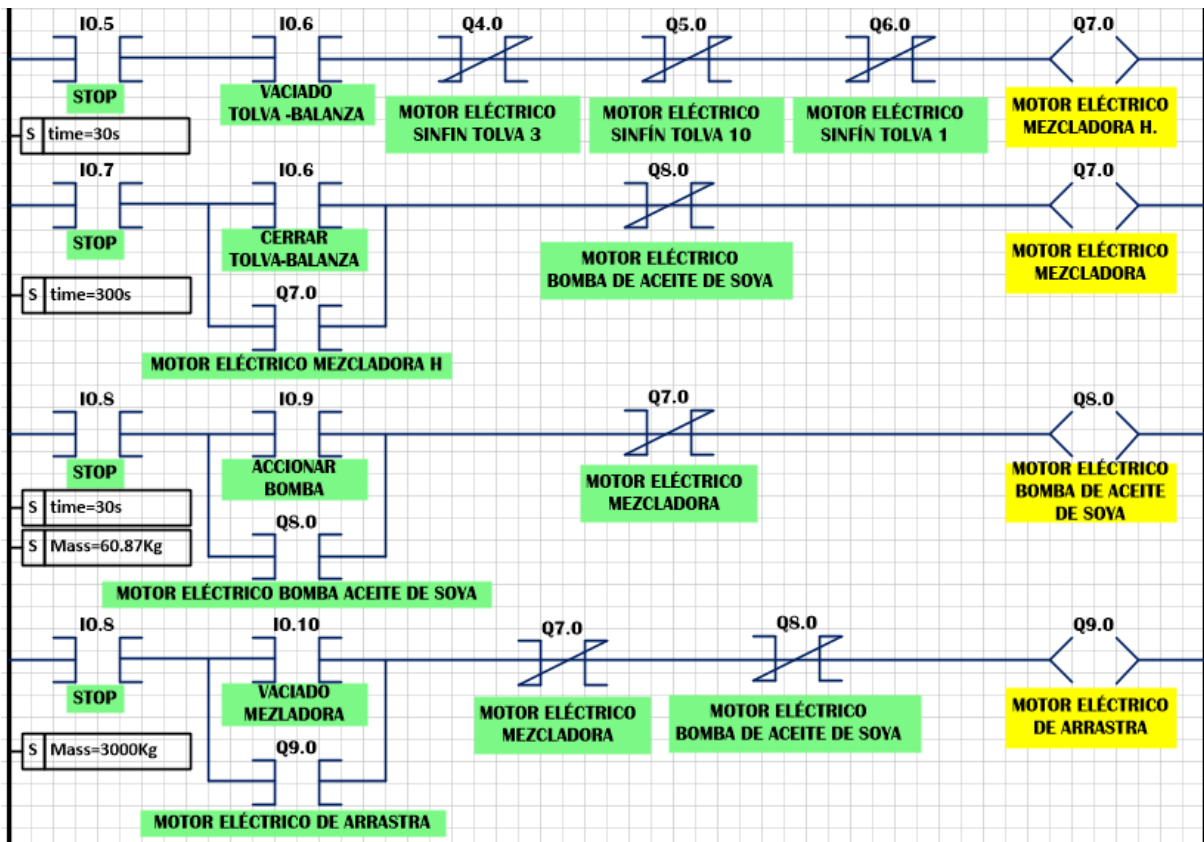 I0.5 I0.6 Q4.0 Q5.0 Q6.0 Q7.0
STOP
VACIADO
TOLVA -BALANZA
MOTOR ELÉCTRICO
SINFIN TOLVA 3
MOTOR ELÉCTRICO
SINFÍN TOLVA 10
MOTOR ELÉCTRICO
SINFÍN TOLVA 1
MOTOR ELÉCTRICO
MEZCLADORA H.
S time=30s
I0.7 I0.6 Q8.0 Q7.0
STOP
CERRAR
TOLVA-BALANZA
MOTOR ELÉCTRICO
BOMBA DE ACEITE DE SOYA
MOTOR ELÉCTRICO
MEZCLADORA
S time=300s
Q7.0
MOTOR ELÉCTRICO MEZCLADORA H
I0.8 I0.9 Q7.0 Q8.0
STOP
ACCIONAR
BOMBA
MOTOR ELÉCTRICO
MEZCLADORA
MOTOR ELÉCTRICO
BOMBA DE ACEITE
DE SOYA
S time=30s
S Mass=60.87Kg
Q8.0
MOTOR ELÉCTRICO BOMBA ACEITE DE SOYA
I0.8 I0.10 Q7.0 Q8.0 Q9.0
STOP
VACIADO
MEZLADORA
MOTOR ELÉCTRICO
MEZCLADORA
MOTOR ELÉCTRICO
BOMBA DE ACEITE DE SOYA
MOTOR ELÉCTRICO
DE ARRASTRA
S Mass=3000Kg
Q9.0
MOTOR ELÉCTRICO DE ARRASTRA